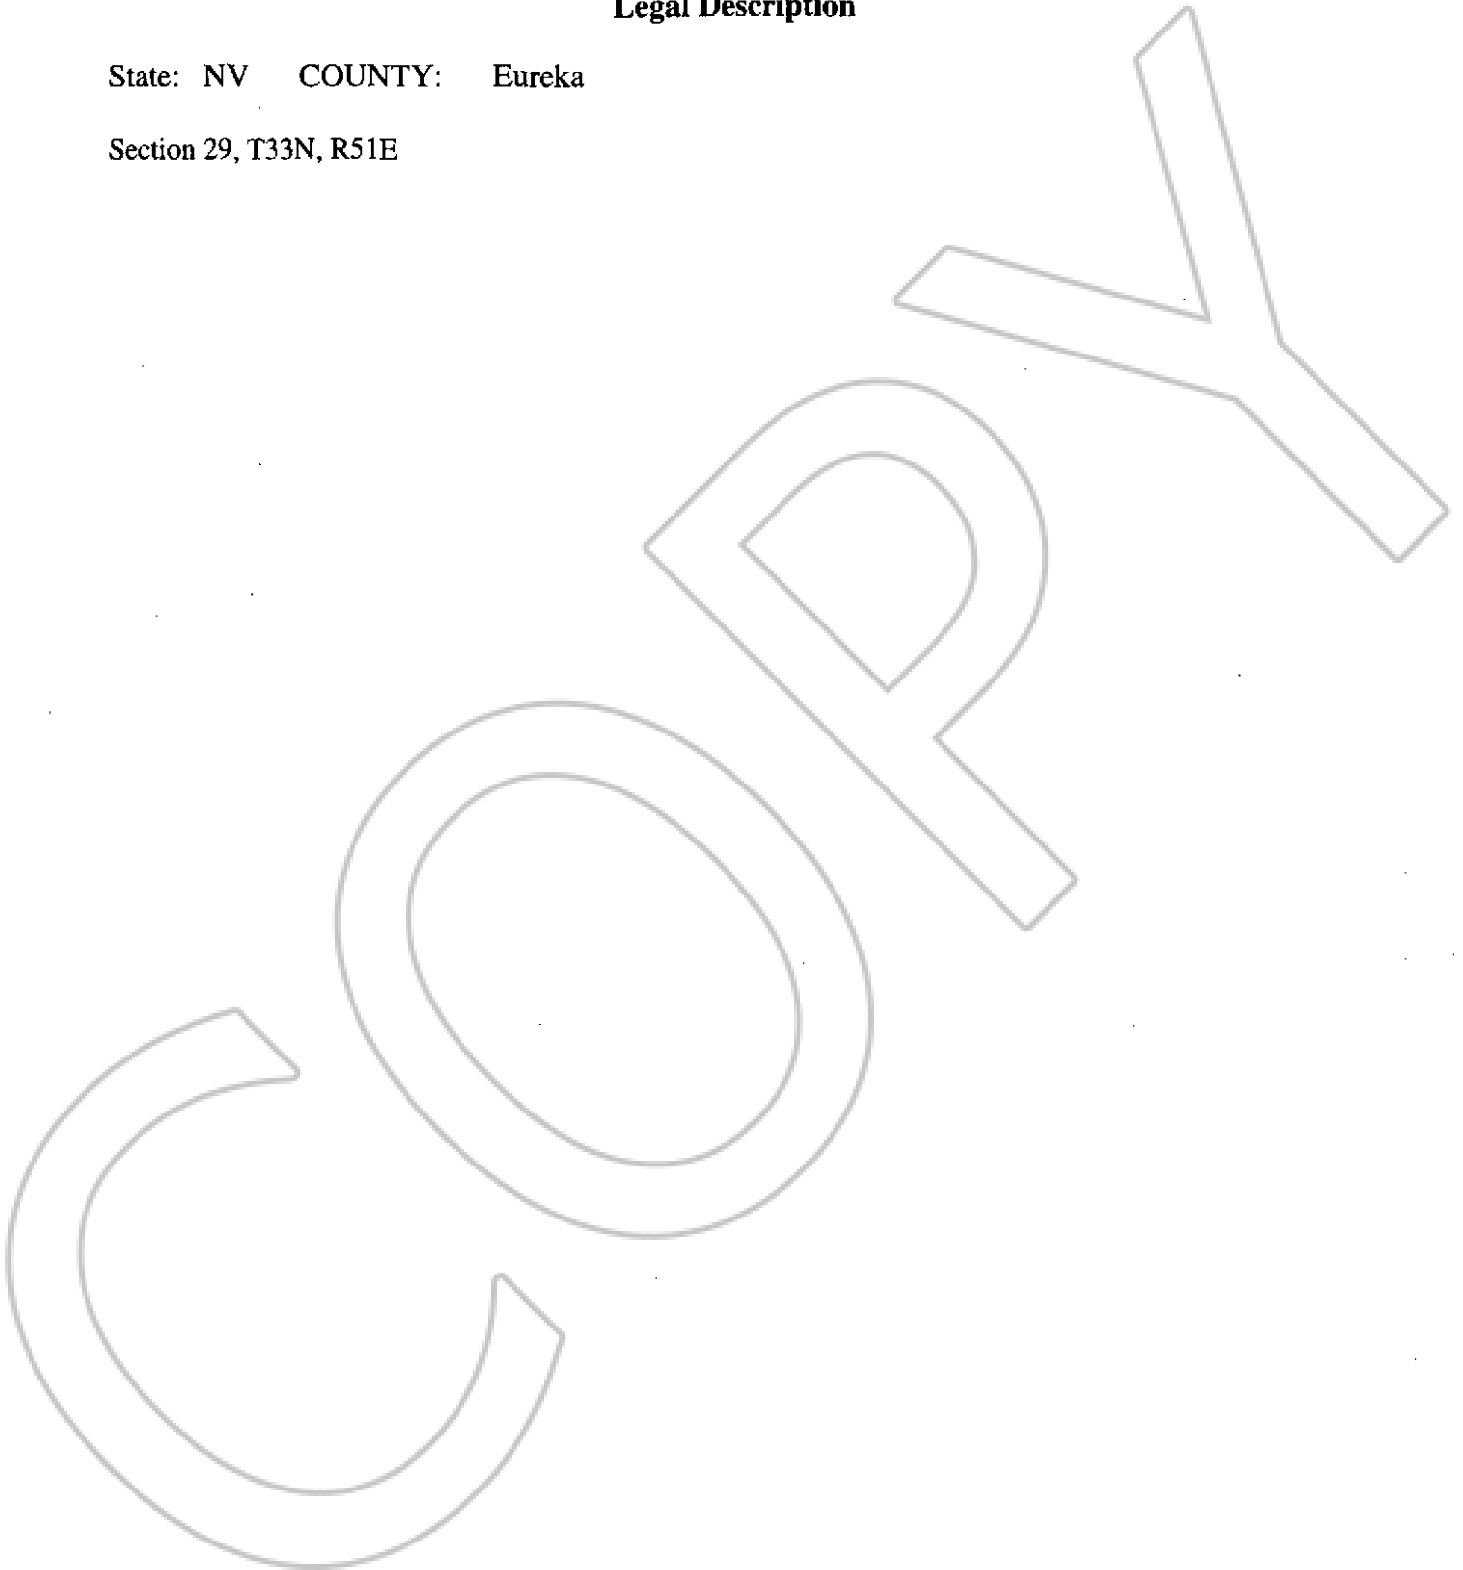 Legal Description
State: NV COUNTY: Eureka
Section 29, T33N, R51E
COPY